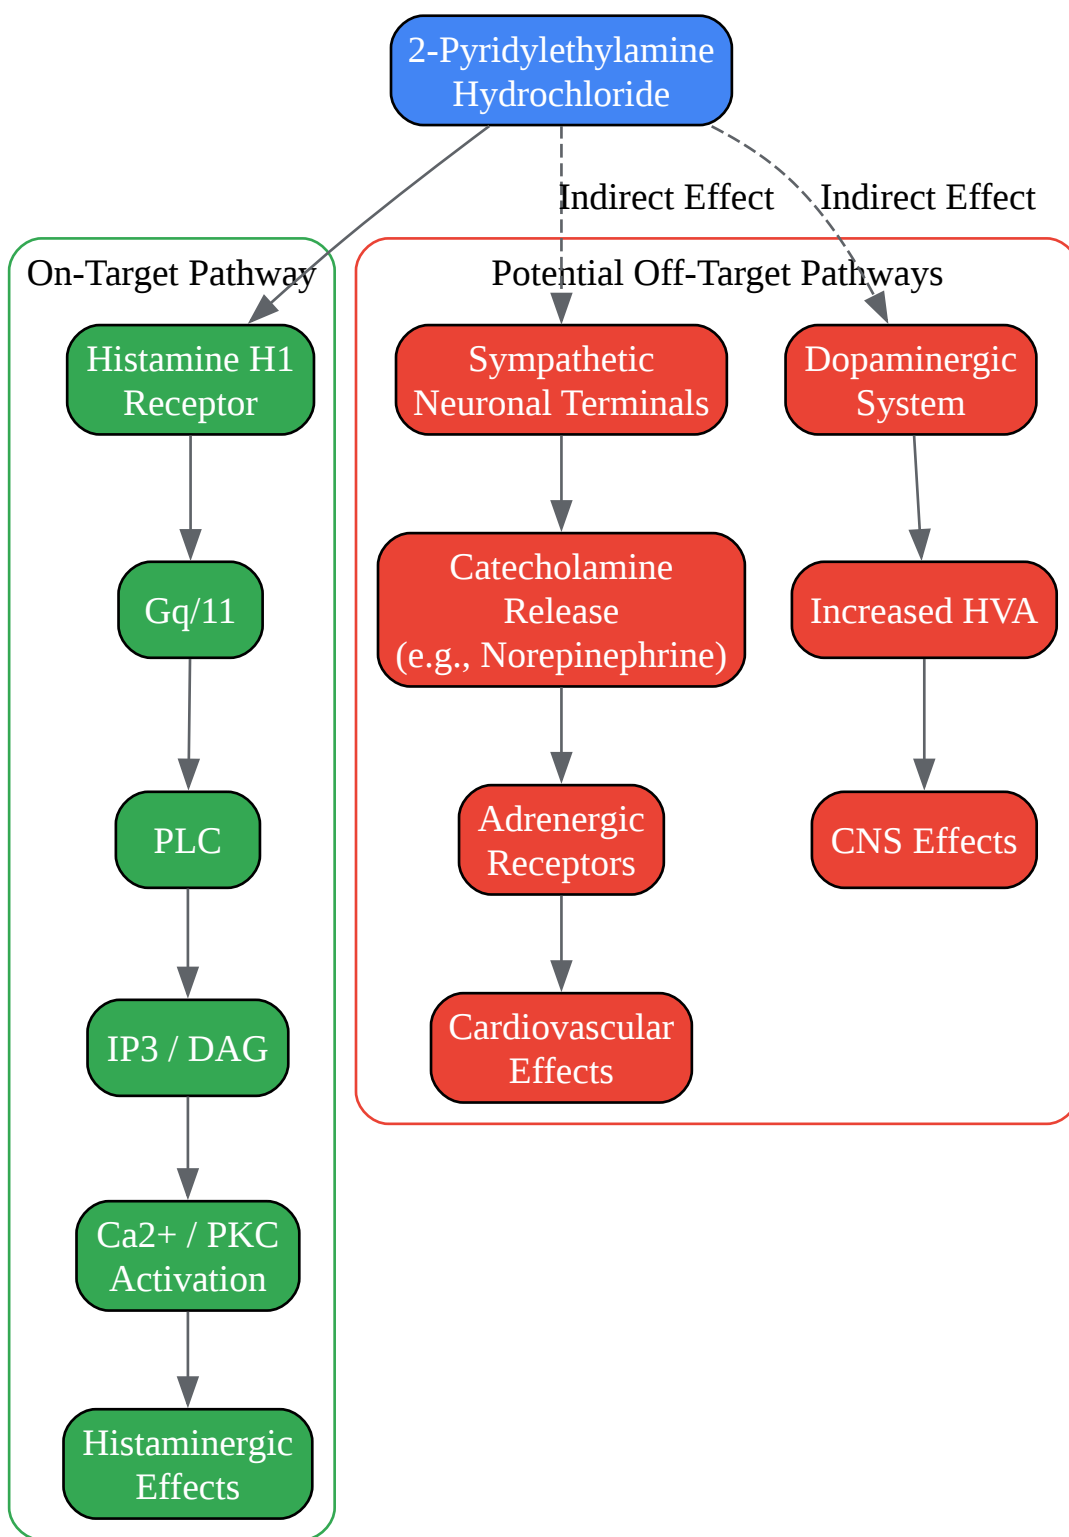 2-Pyridylethylamine
Hydrochloride
Indirect Effect
Indirect Effect
On-Target Pathway
Histamine H1
Receptor
Gq/11
PLC
IP3 / DAG
Ca2+ / PKC
Activation
Histaminergic
Effects
Potential Off-Target Pathways
Sympathetic
Neuronal Terminals
Catecholamine
Release
(e.g., Norepinephrine)
Adrenergic
Receptors
Cardiovascular
Effects
Dopaminergic
System
Increased HVA
CNS Effects